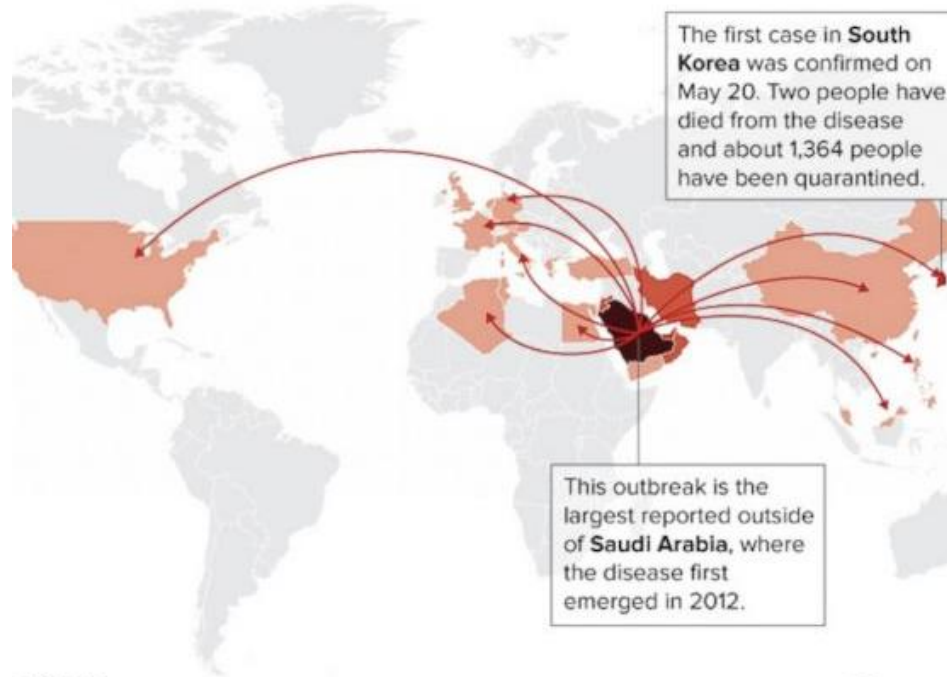 The first case in South
Korea was confirmed on
May 20. Two people have
died from the disease
and about 1,364 people
have been quarantined.
This outbreak is the
largest reported outside
of Saudi Arabia, where
the disease first
emerged in 2012.